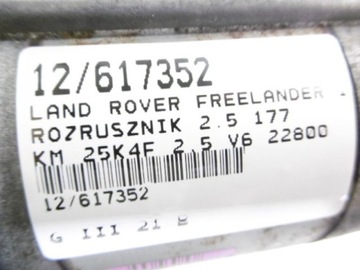 12/617352
LAND ROVER FREELANDER -
ROZRUSZNIK 2.5 177
KM 25K4F 2.5 V6 22800
12/617352
G III 21 E